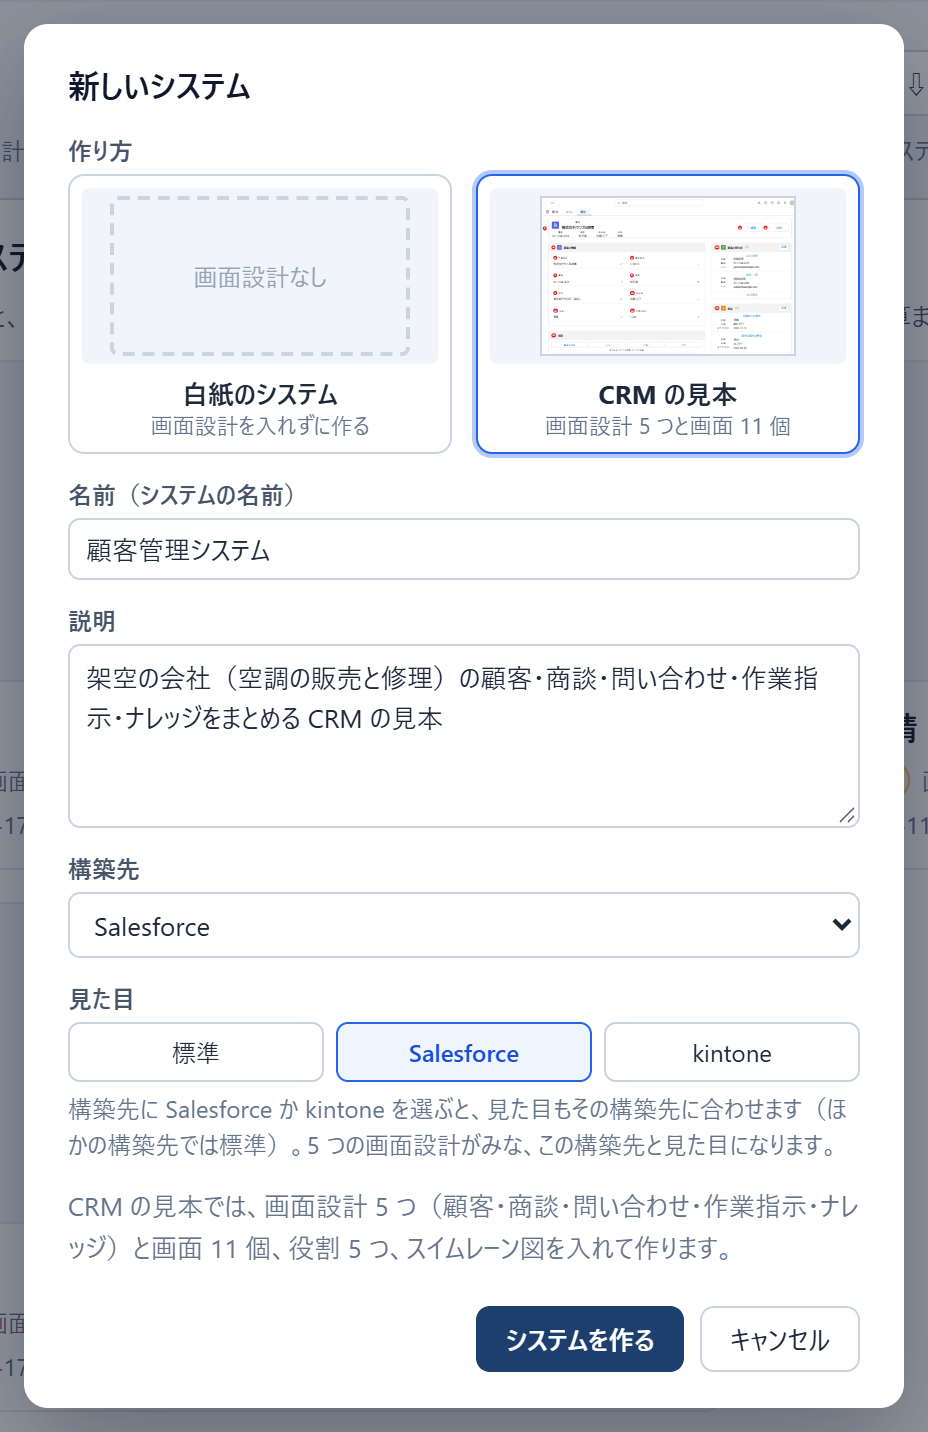 新しいシステム
作り方
画面設計なし
白紙のシステム
画面設計を入れずに作る
CRM の見本
画面設計 5 つと画面 11 個
名前（システムの名前）
顧客管理システム
説明
架空の会社（空調の販売と修理）の顧客・商談・問い合わせ・作業指
示・ナレッジをまとめる CRM の見本
構築先
Salesforce
見た目
標準
Salesforce
kintone
構築先に Salesforce か kintone を選ぶと、見た目もその構築先に合わせます（ほ
かの構築先では標準）。5 つの画面設計がみな、この構築先と見た目になります。
CRM の見本では、画面設計 5 つ（顧客・商談・問い合わせ・作業指示・ナレ
ッジ）と画面 11 個、役割 5 つ、スイムレーン図を入れて作ります。
システムを作る
キャンセル